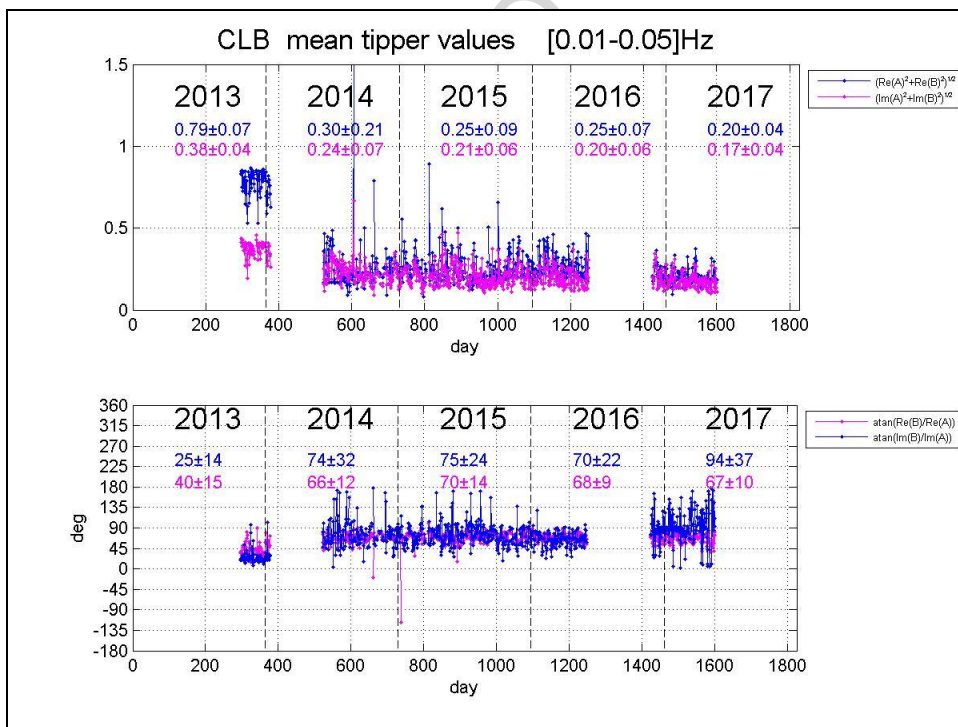 CLB mean tipper values [0.01-0.05]Hz
1.5
1
0.5
0
2013 2014 2015 2016 2017
0.79±0.07 0.30±0.21 0.25±0.09 0.25±0.07 0.20±0.04
0.38±0.04 0.24±0.07 0.21±0.06 0.20±0.06 0.17±0.04
(Re(A)²+Re(B)²)^1/2
(Im(A)²+Im(B)²)^1/2
0 200 400 600 800 1000 1200 1400 1600 1800
day
deg
360
315
270
225
180
135
90
45
0
-45
-90
-135
-180
2013 2014 2015 2016 2017
25±14 74±32 75±24 70±22 94±37
40±15 66±12 70±14 68±9 67±10
atan(Re(B)/Re(A))
atan(Im(B)/Im(A))
0 200 400 600 800 1000 1200 1400 1600 1800
day